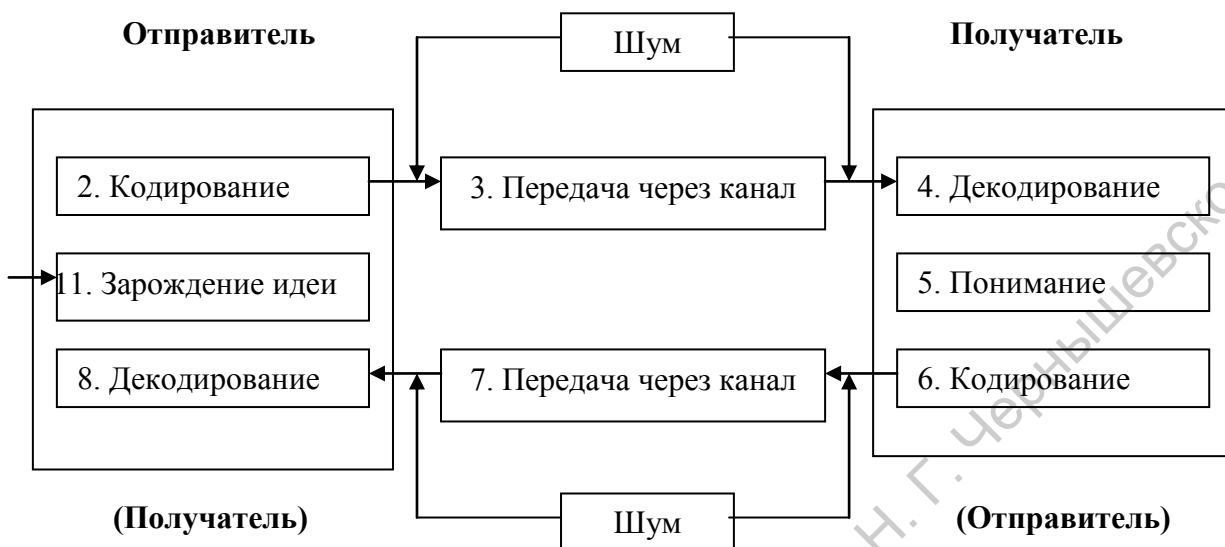 Отправитель
Шум
Получатель
2. Кодирование
3. Передача через канал
4. Декодирование
11. Зарождение идеи
5. Понимание
8. Декодирование
7. Передача через канал
6. Кодирование
(Получатель)
Шум
(Отправитель)
Н. Г. Чернышевско